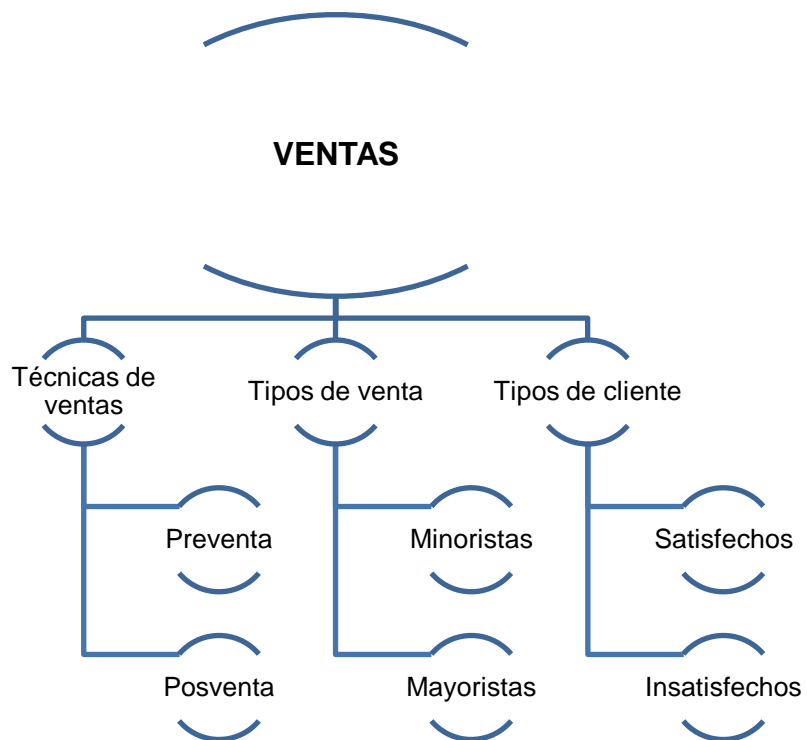 VENTAS
Técnicas de
ventas
Tipos de venta
Tipos de cliente
Preventa
Minoristas
Satisfechos
Posventa
Mayoristas
Insatisfechos